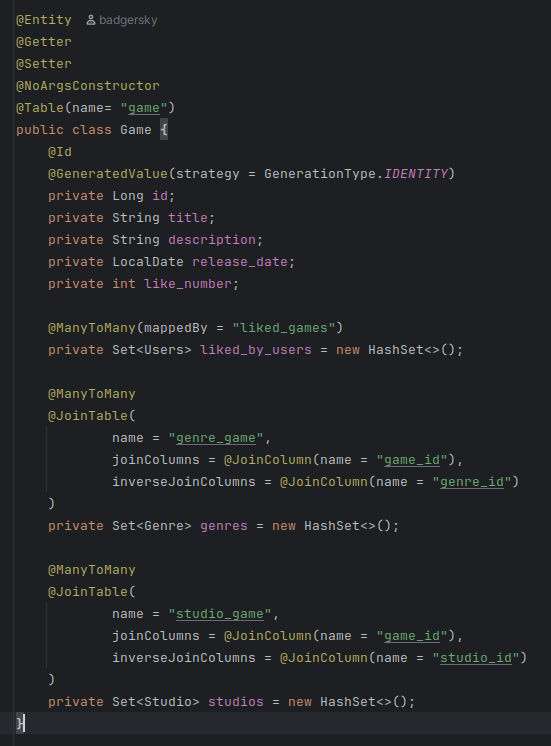 @Entity badgersky
@Getter
@Setter
@NoArgsConstructor
@Table(name= "game")
public class Game {
    @Id
    @GeneratedValue(strategy = GenerationType.IDENTITY)
    private Long id;
    private String title;
    private String description;
    private LocalDate release_date;
    private int like_number;

    @ManyToMany(mappedBy = "liked_games")
    private Set<Users> liked_by_users = new HashSet<>();

    @ManyToMany
    @JoinTable(
            name = "genre_game",
            joinColumns = @JoinColumn(name = "game_id"),
            inverseJoinColumns = @JoinColumn(name = "genre_id")
    )
    private Set<Genre> genres = new HashSet<>();

    @ManyToMany
    @JoinTable(
            name = "studio_game",
            joinColumns = @JoinColumn(name = "game_id"),
            inverseJoinColumns = @JoinColumn(name = "studio_id")
    )
    private Set<Studio> studios = new HashSet<>();
}